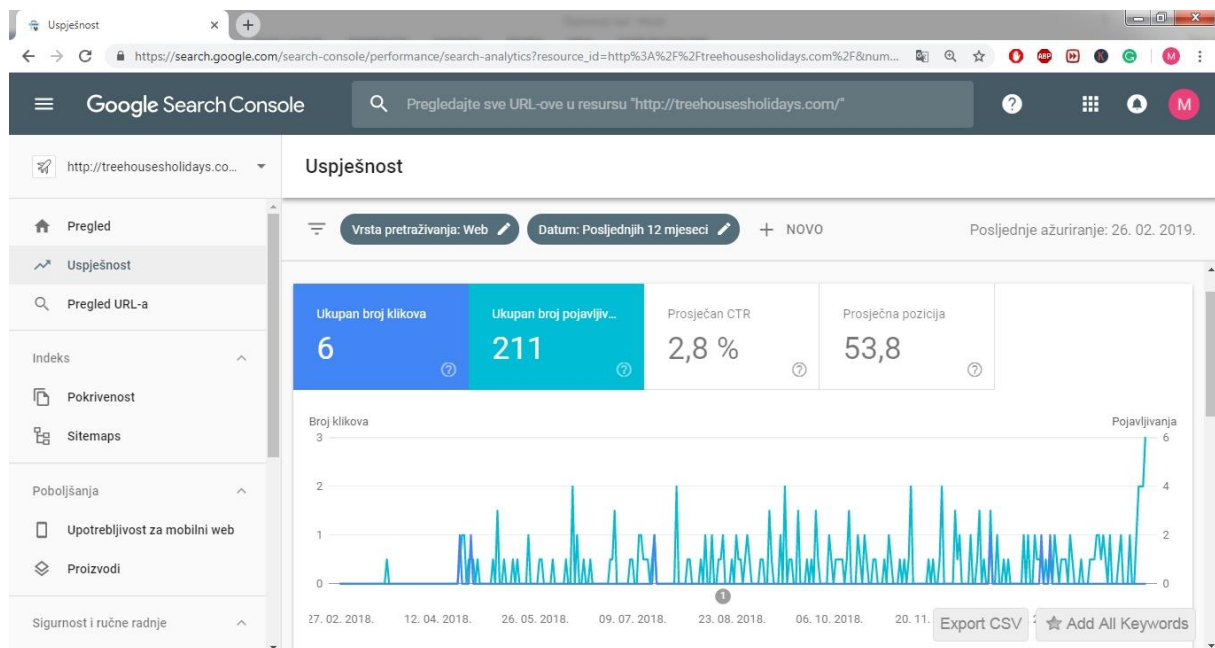 Uspješnost
https://search.google.com/search-console/performance/search-analytics?resource_id=http%3A%2F%2Ftreehousesholidays.com%2F&num...
ABP
M
Google Search Console
Pregledajte sve URL-ove u resursu "http://treehousesholidays.com/"
M
http://treehousesholidays.co...
Uspješnost
Pregled
Uspješnost
Pregled URL-a
Indeks
Pokrivenost
Sitemaps
Poboljšanja
Upotrebljivost za mobilni web
Proizvodi
Sigurnost i ručne radnje
Vrsta pretraživanja: Web
Datum: Posljednjih 12 mjeseci
+ NOVO
Posljednje ažuriranje: 26. 02. 2019.
Ukupan broj klikova
6
Ukupan broj pojavljiv...
211
Prosječan CTR
2,8 %
Prosječna pozicija
53,8
Broj klikova
Pojavljivanja
3
2
1
0
6
4
2
0
1
27. 02. 2018.
12. 04. 2018.
26. 05. 2018.
09. 07. 2018.
23. 08. 2018.
06. 10. 2018.
20. 11.
Export CSV
Add All Keywords